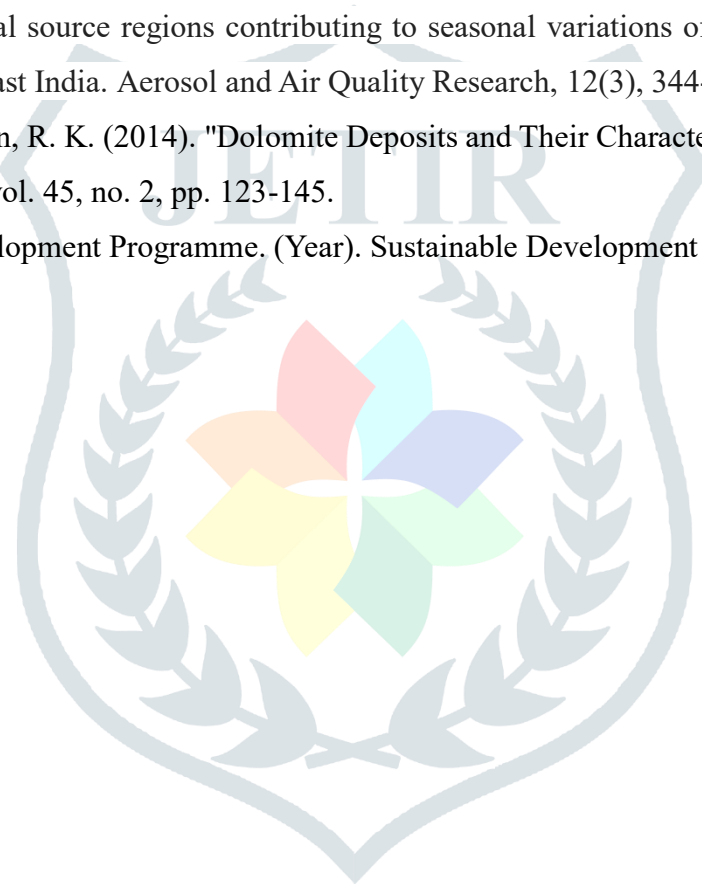 al source regions contributing to seasonal variations of
ast India. Aerosol and Air Quality Research, 12(3), 344-
n, R. K. (2014). "Dolomite Deposits and Their Characte
vol. 45, no. 2, pp. 123-145.
lopment Programme. (Year). Sustainable Development
JETIR